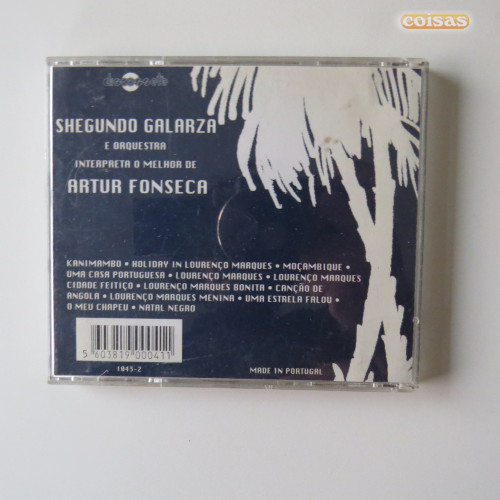 coisas
SHEGUNDO GALARZA
E ORQUESTRA
INTERPRETA O MELHOR DE
ARTUR FONSECA
KANIMAMBO • HOLIDAY IN LOURENÇO MARQUES • MOÇAMBIQUE •
UMA CASA PORTUGUESA • LOURENÇO MARQUES • LOURENÇO MARQUES
CIDADE FEITIÇO • LOURENÇO MARQUES BONITA • CANÇÃO DE
ANGOLA • LOURENÇO MARQUES MENINA • UMA ESTRELA FALOU •
O MEU CHAPEU • NATAL NEGRO
5 603819 000411
1043-2
MADE IN PORTUGAL